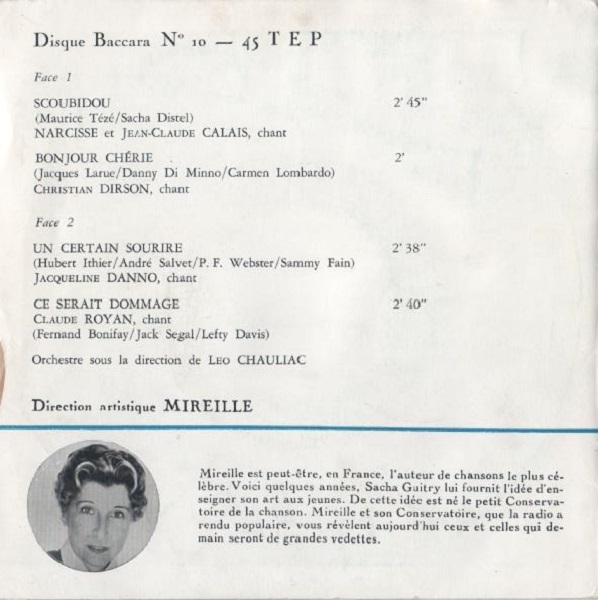 Disque Baccara N° 10 — 45 T E P
Face 1
SCOUBIDOU 2' 45"
(Maurice Tézé/Sacha Distel)
NARCISSE et JEAN-CLAUDE CALAIS, chant
BONJOUR CHÉRIE 2'
(Jacques Larue/Danny Di Minno/Carmen Lombardo)
CHRISTIAN DIRSON, chant
Face 2
UN CERTAIN SOURIRE 2' 38"
(Hubert Ithier/André Salvet/P. F. Webster/Sammy Fain)
JACQUELINE DANNO, chant
CE SERAIT DOMMAGE 2' 40"
CLAUDE ROYAN, chant
(Fernand Bonifay/Jack Segal/Lefty Davis)
Orchestre sous la direction de LEO CHAULIAC
Direction artistique MIREILLE
Mireille est peut-être, en France, l'auteur de chansons le plus cé-
lèbre. Voici quelques années, Sacha Guitry lui fournit l'idée d'en-
seigner son art aux jeunes. De cette idée est né le petit Conserva-
toire de la chanson. Mireille et son Conservatoire, que la radio a
rendu populaire, vous révèlent aujourd'hui ceux et celles qui de-
main seront de grandes vedettes.